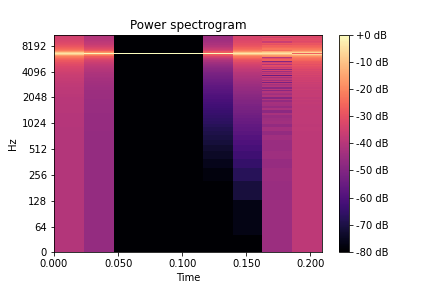 Power spectrogram
8192
4096
2048
1024
512
256
128
64
0
Hz
0.000 0.050 0.100 0.150 0.200
Time
+0 dB
-10 dB
-20 dB
-30 dB
-40 dB
-50 dB
-60 dB
-70 dB
-80 dB